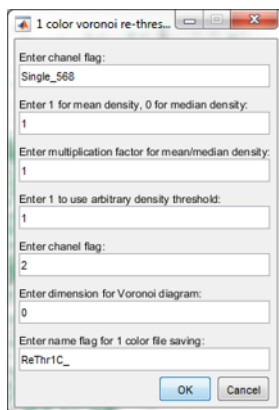 1 color voronoi re-thres...
Enter chanel flag:
Single_568
Enter 1 for mean density, 0 for median density:
1
Enter multiplication factor for mean/median density:
1
Enter 1 to use arbitrary density threshold:
1
Enter chanel flag:
2
Enter dimension for Voronoi diagram:
0
Enter name flag for 1 color file saving:
ReThr1C_
OK Cancel